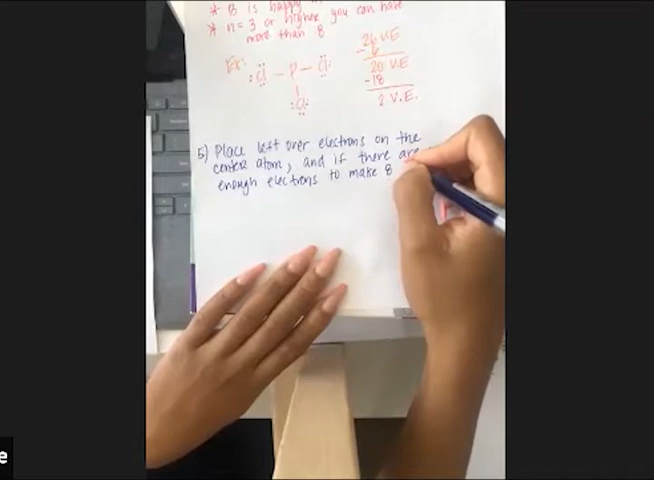 * B is happy
* n=3 or higher you can have
more than 8
Ex:
:Cl - P - Cl:
:Cl:
26 V.E
- 6
20 V.E
-18
2 V.E.
5) Place left over electrons on the
center atom, and if there are
enough electrons to make 8
e